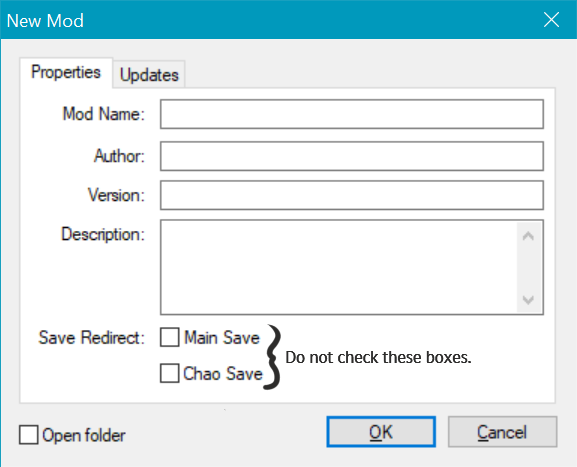 New Mod
Properties Updates
Mod Name:
Author:
Version:
Description:
Save Redirect: Main Save
Do not check these boxes.
Chao Save
Open folder OK Cancel